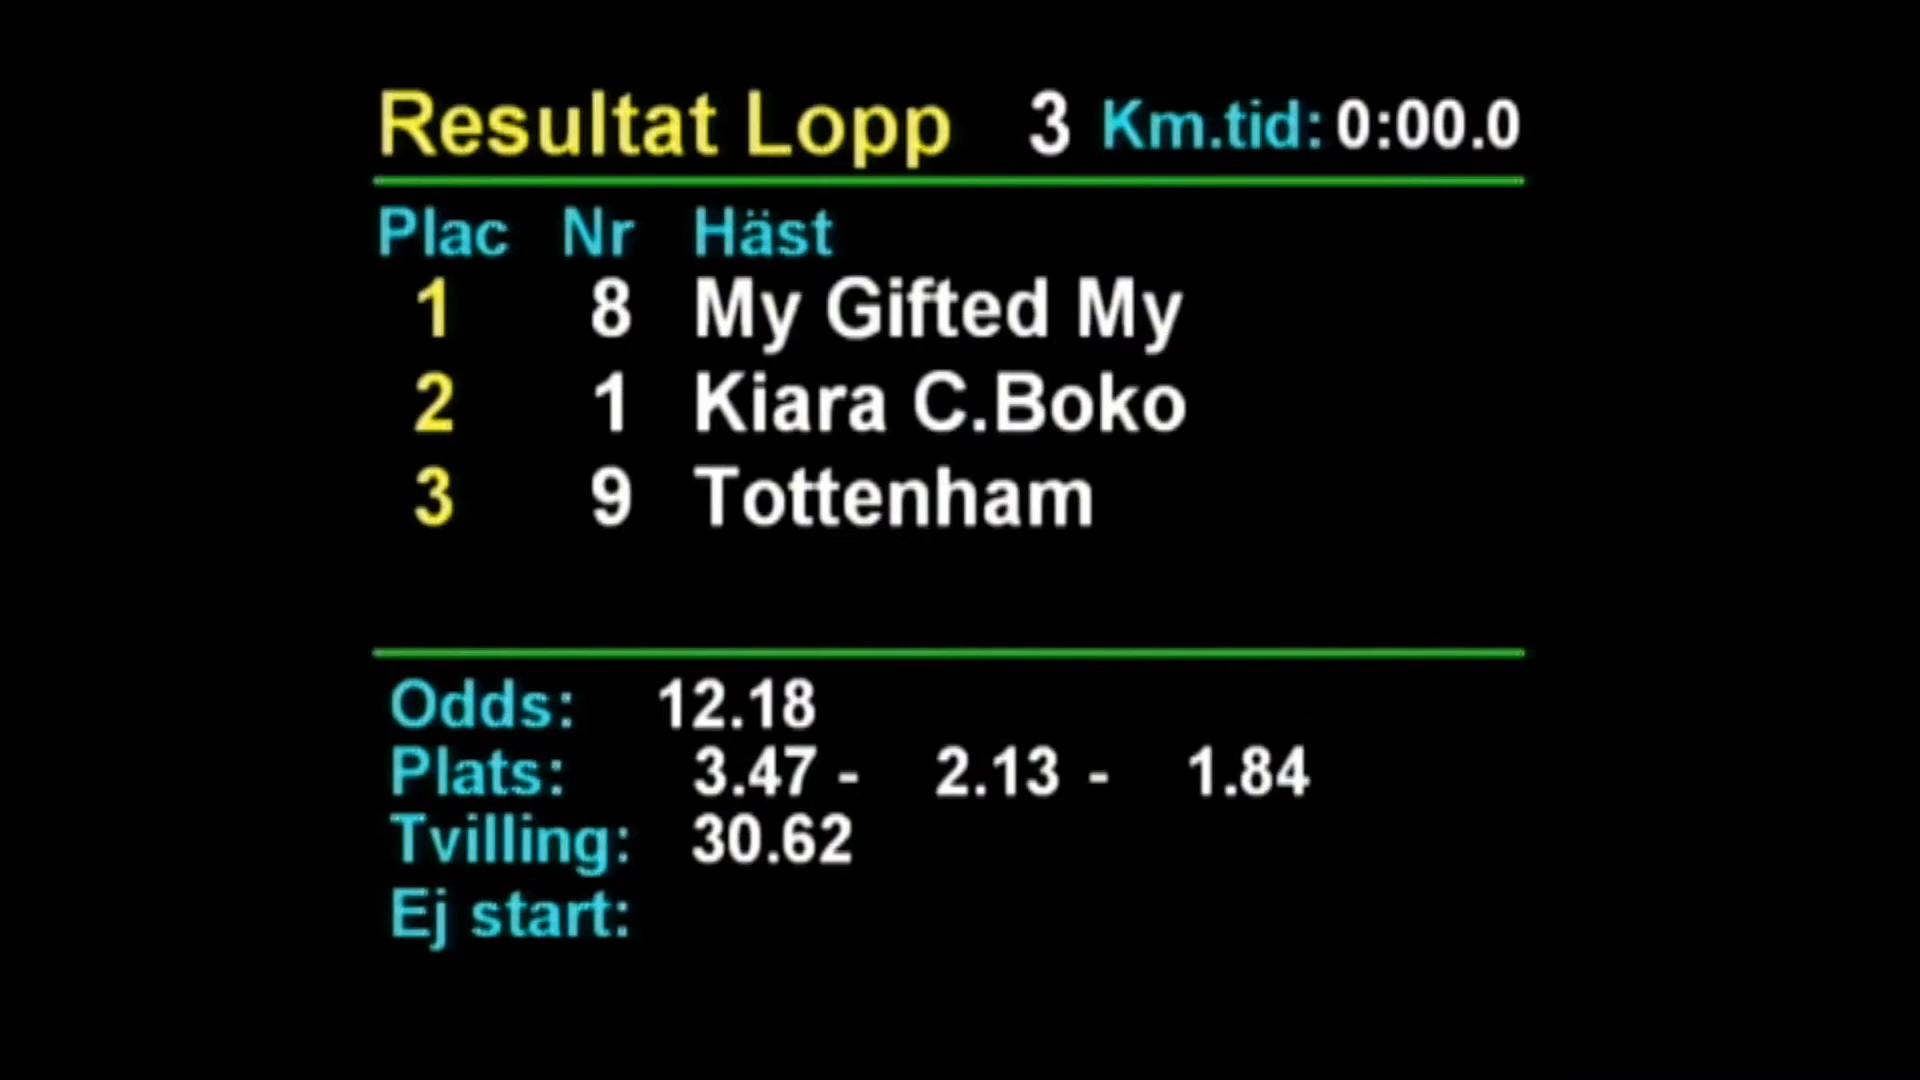 Resultat Lopp 3 Km.tid: 0:00.0
Plac Nr Häst
1 8 My Gifted My
2 1 Kiara C.Boko
3 9 Tottenham
Odds: 12.18
Plats: 3.47 - 2.13 - 1.84
Tvilling: 30.62
Ej start: